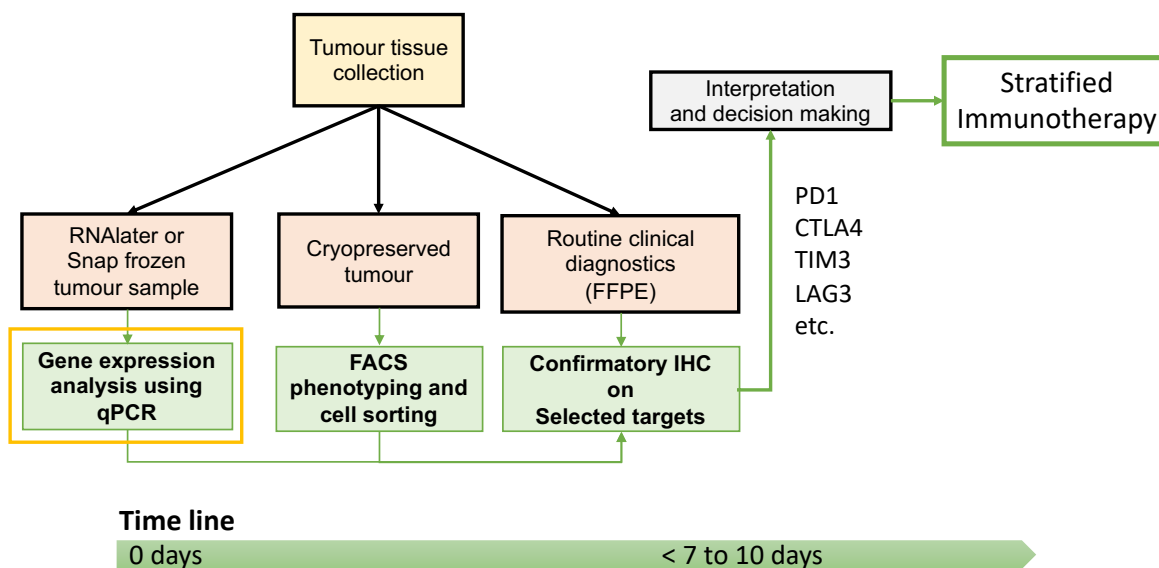 Tumour tissue
collection
Interpretation
and decision making
Stratified
Immunotherapy
RNAlater or
Snap frozen
tumour sample
Cryopreserved
tumour
Routine clinical
diagnostics
(FFPE)
PD1
CTLA4
TIM3
LAG3
etc.
Gene expression
analysis using
qPCR
FACS
phenotyping and
cell sorting
Confirmatory IHC
on
Selected targets
Time line
0 days
< 7 to 10 days